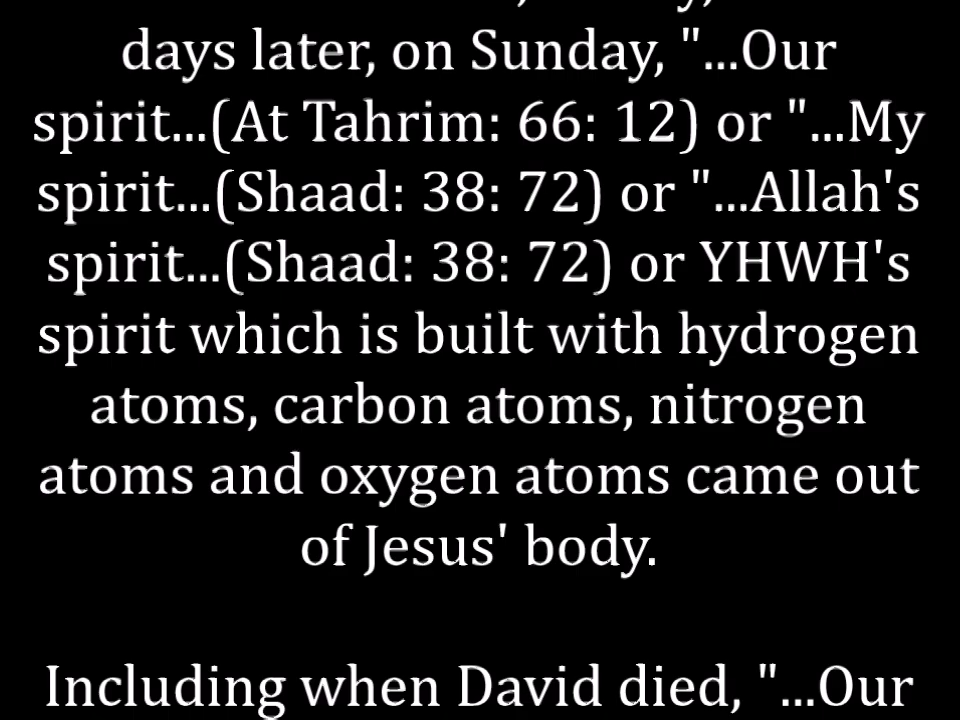 days later, on Sunday, "...Our
spirit...(At Tahrim: 66: 12) or "...My
spirit...(Shaad: 38: 72) or "...Allah's
spirit...(Shaad: 38: 72) or YHWH's
spirit which is built with hydrogen
atoms, carbon atoms, nitrogen
atoms and oxygen atoms came out
of Jesus' body.
Including when David died, "...Our